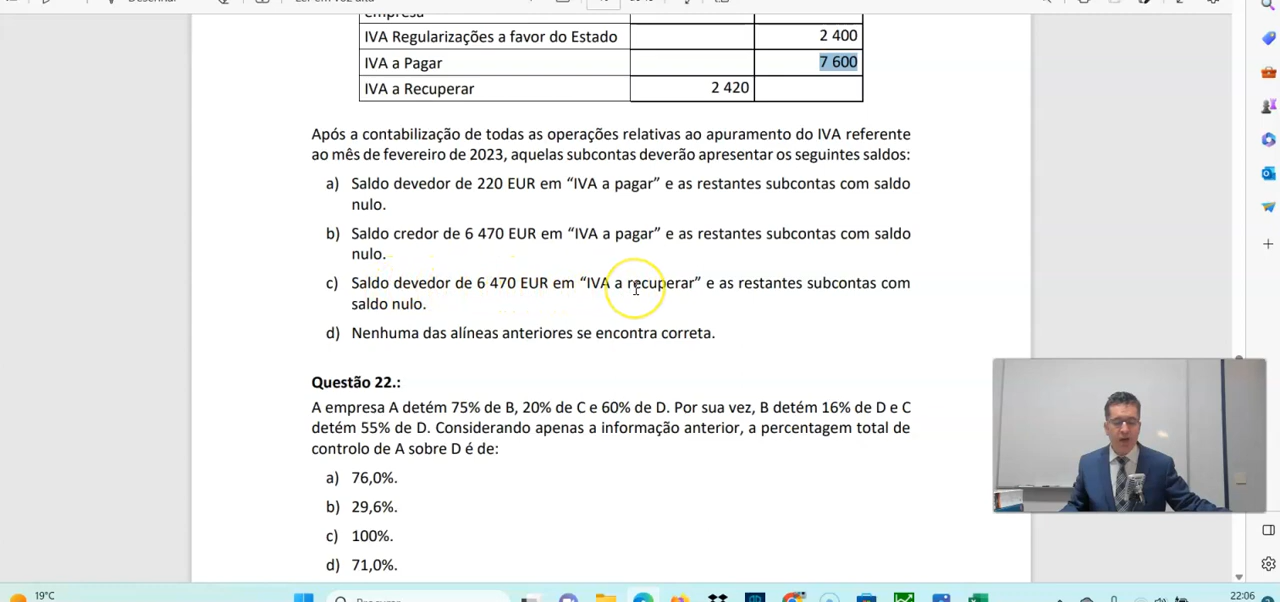 Ler em voz alta
Empresa
IVA Regularizações a favor do Estado 2 400
IVA a Pagar 7 600
IVA a Recuperar 2 420
Após a contabilização de todas as operações relativas ao apuramento do IVA referente
ao mês de fevereiro de 2023, aquelas subcontas deverão apresentar os seguintes saldos:
a) Saldo devedor de 220 EUR em “IVA a pagar” e as restantes subcontas com saldo
nulo.
b) Saldo credor de 6 470 EUR em “IVA a pagar” e as restantes subcontas com saldo
nulo.
c) Saldo devedor de 6 470 EUR em “IVA a recuperar” e as restantes subcontas com
saldo nulo.
d) Nenhuma das alíneas anteriores se encontra correta.
Questão 22.:
A empresa A detém 75% de B, 20% de C e 60% de D. Por sua vez, B detém 16% de D e C
detém 55% de D. Considerando apenas a informação anterior, a percentagem total de
controlo de A sobre D é de:
a) 76,0%.
b) 29,6%.
c) 100%.
d) 71,0%.
19°C
22:06